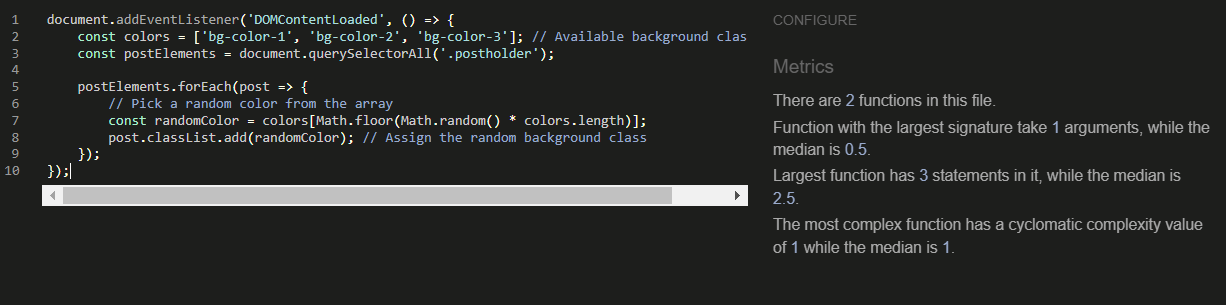 1 document.addEventListener('DOMContentLoaded', () => {
2 const colors = ['bg-color-1', 'bg-color-2', 'bg-color-3']; // Available background clas
3 const postElements = document.querySelectorAll('.postholder');
4
5 postElements.forEach(post => {
6 // Pick a random color from the array
7 const randomColor = colors[Math.floor(Math.random() * colors.length)];
8 post.classList.add(randomColor); // Assign the random background class
9 });
10 });
CONFIGURE
Metrics
There are 2 functions in this file.
Function with the largest signature take 1 arguments, while the
median is 0.5.
Largest function has 3 statements in it, while the median is
2.5.
The most complex function has a cyclomatic complexity value
of 1 while the median is 1.